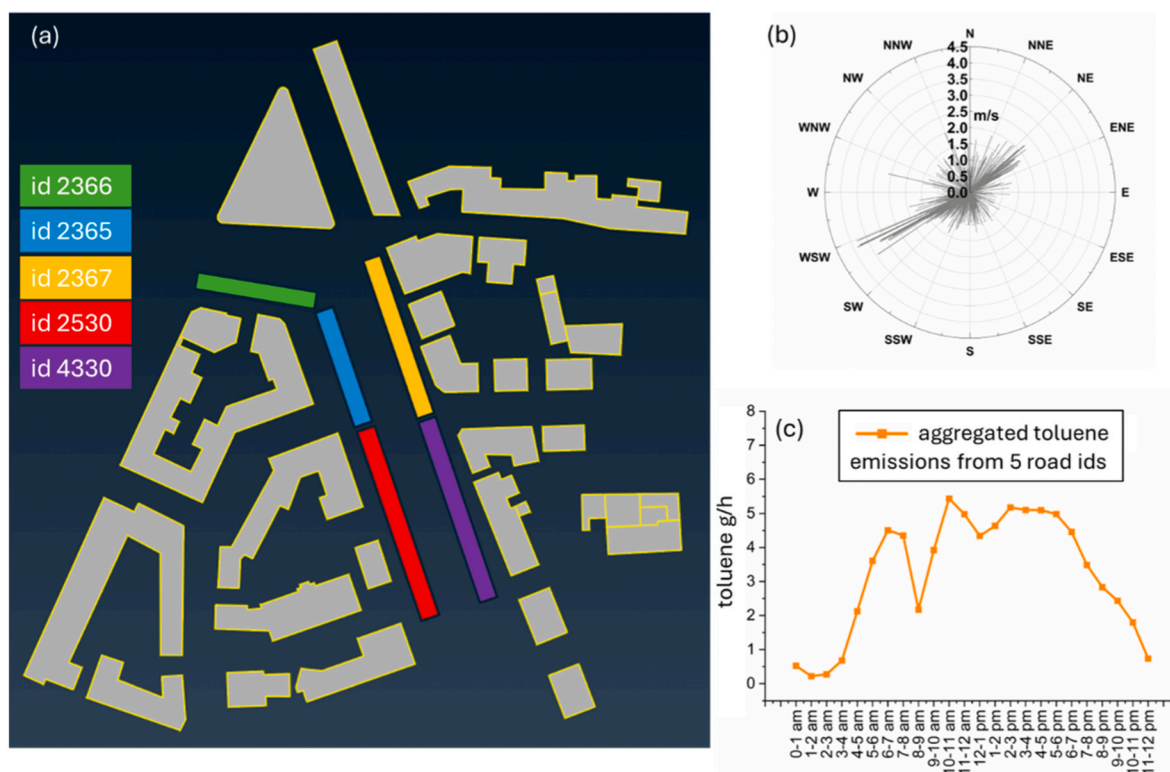 (a)
id 2366
id 2365
id 2367
id 2530
id 4330
(b)
N
NNE
NE
ENE
E
ESE
SE
SSE
S
SSW
SW
WSW
W
WNW
NW
NNW
4.5
4.0
3.5
3.0
2.5
2.0
1.5
1.0
0.5
0.0
m/s
(c)
aggregated toluene
emissions from 5 road ids
toluene g/h
8
7
6
5
4
3
2
1
0
0-1 am
1-2 am
2-3 am
3-4 am
4-5 am
5-6 am
6-7 am
7-8 am
8-9 am
9-10 am
10-11 am
11-12 am
12-1 pm
1-2 pm
2-3 pm
3-4 pm
4-5 pm
5-6 pm
6-7 pm
7-8 pm
8-9 pm
9-10 pm
10-11 pm
11-12 pm